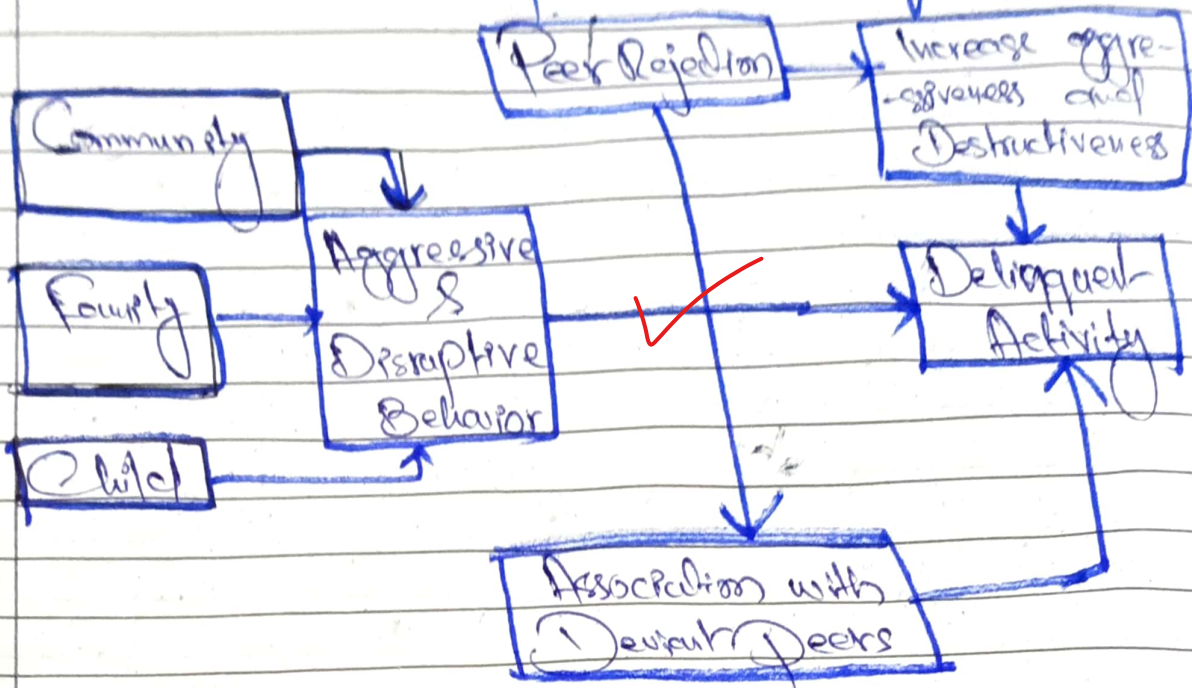 Peer Rejection
Increase aggre-
-ssiveness and
Destructiveness
Community
Aggressive
&
Disruptive
Behavior
Family
Child
Delinquent
Activity
Association with
Deviant Peers